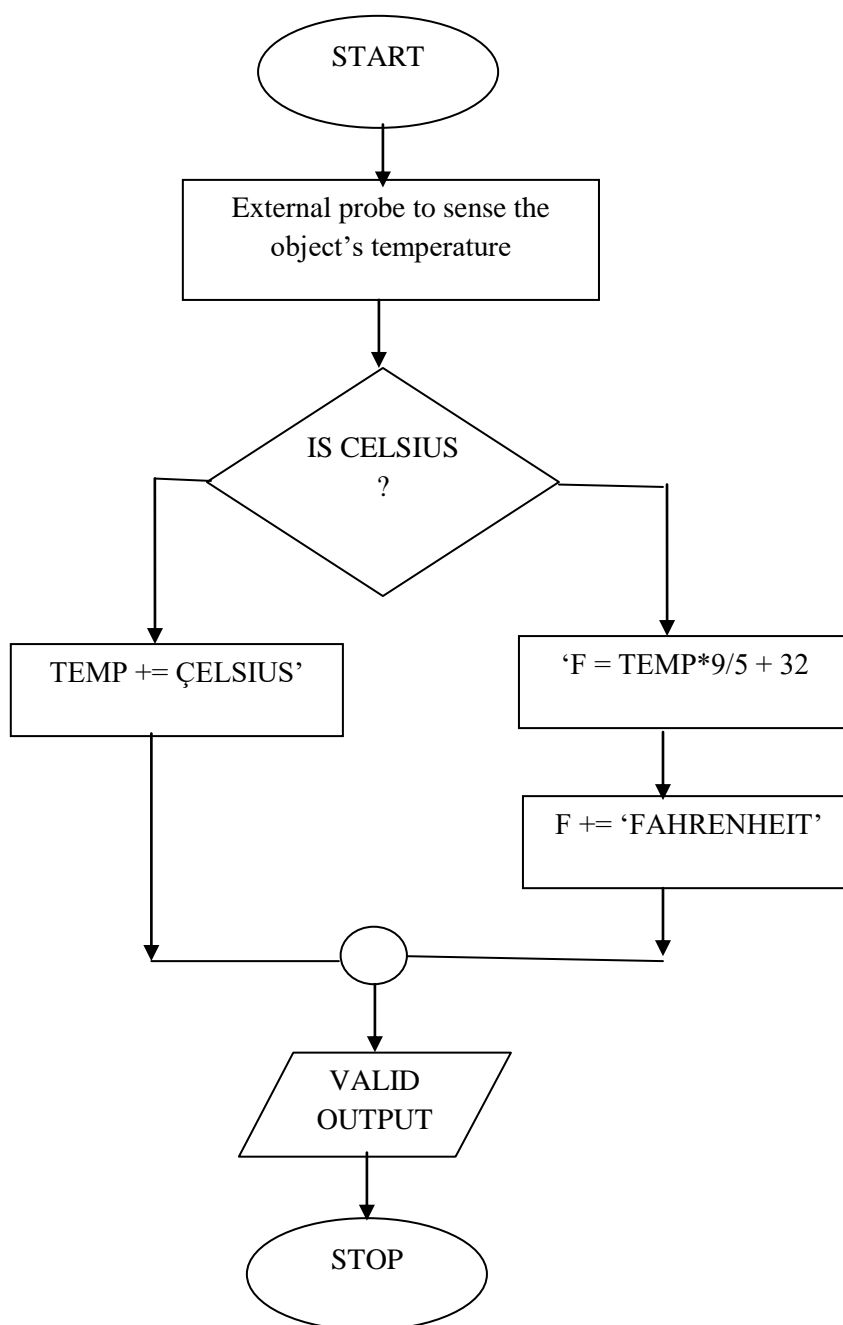 START
External probe to sense the
object’s temperature
IS CELSIUS
?
TEMP += ÇELSIUS’
‘F = TEMP*9/5 + 32
F += ‘FAHRENHEIT’
VALID
OUTPUT
STOP